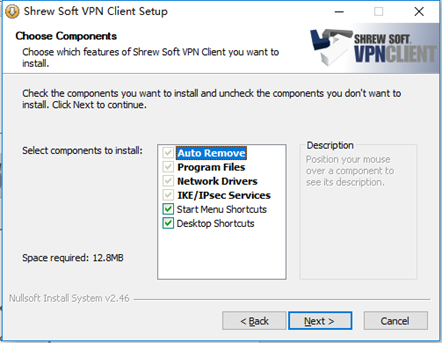 Shrew Soft VPN Client Setup
Choose Components
Choose which features of Shrew Soft VPN Client you want to
install.
SHREW SOFT
VPNCLIENT
Check the components you want to install and uncheck the components you don't want to
install. Click Next to continue.
Select components to install:
Auto Remove
Program Files
Network Drivers
IKE/IPsec Services
Start Menu Shortcuts
Desktop Shortcuts
Description
Position your mouse
over a component to
see its description.
Space required: 12.8MB
Nullsoft Install System v2.46
< Back
Next >
Cancel